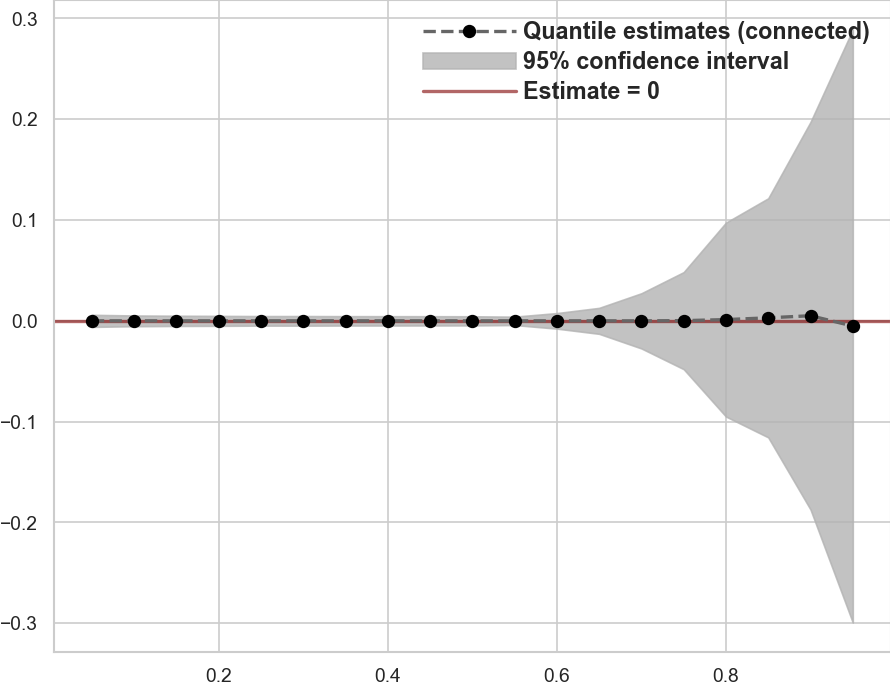 0.3
Quantile estimates (connected)
95% confidence interval
Estimate = 0
0.2
0.1
0.0
−0.1
−0.2
−0.3
0.2 0.4 0.6 0.8